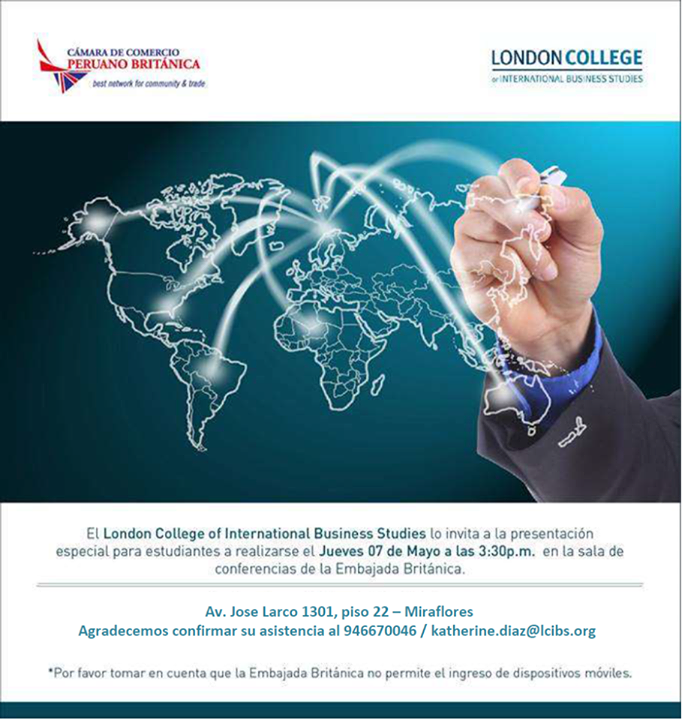 CÁMARA DE COMERCIO
PERUANO BRITÁNICA
best network for community & trade
LONDON COLLEGE
OF INTERNATIONAL BUSINESS STUDIES
El London College of International Business Studies lo invita a la presentación
especial para estudiantes a realizarse el Jueves 07 de Mayo a las 3:30p.m. en la sala de
conferencias de la Embajada Británica.
Av. Jose Larco 1301, piso 22 – Miraflores
Agradecemos confirmar su asistencia al 946670046 / katherine.diaz@lcibs.org
*Por favor tomar en cuenta que la Embajada Británica no permite el ingreso de dispositivos móviles.